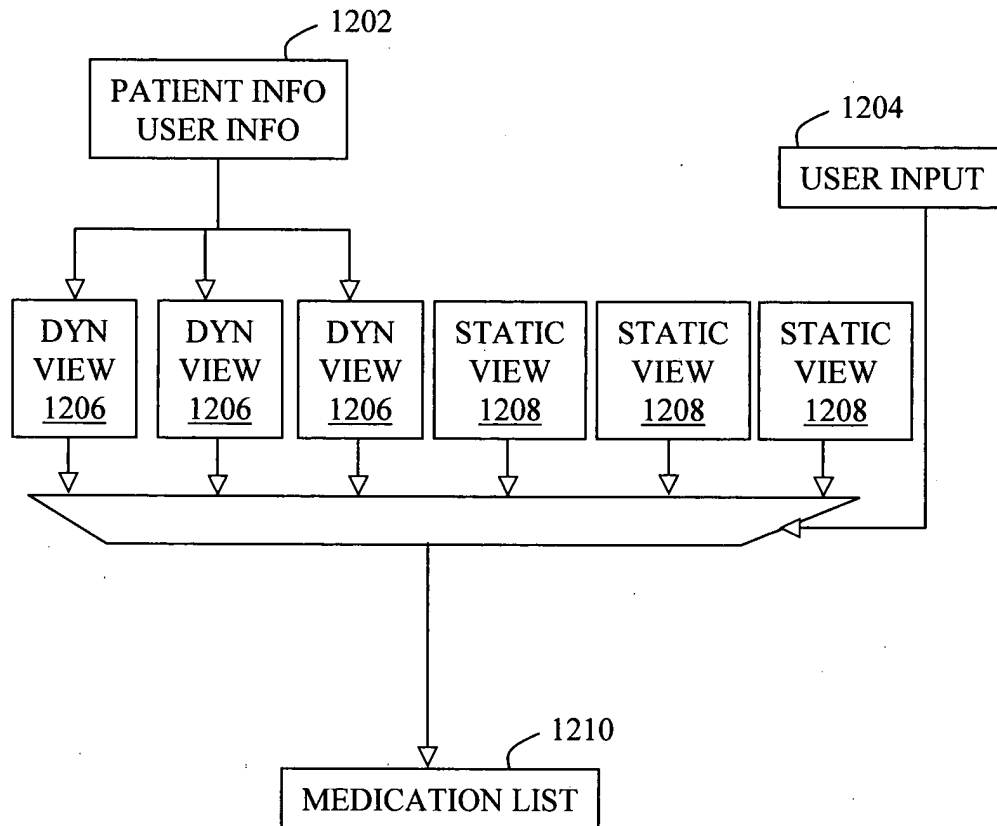 1202
PATIENT INFO
USER INFO
1204
USER INPUT
DYN
VIEW
1206
DYN
VIEW
1206
DYN
VIEW
1206
STATIC
VIEW
1208
STATIC
VIEW
1208
STATIC
VIEW
1208
1210
MEDICATION LIST